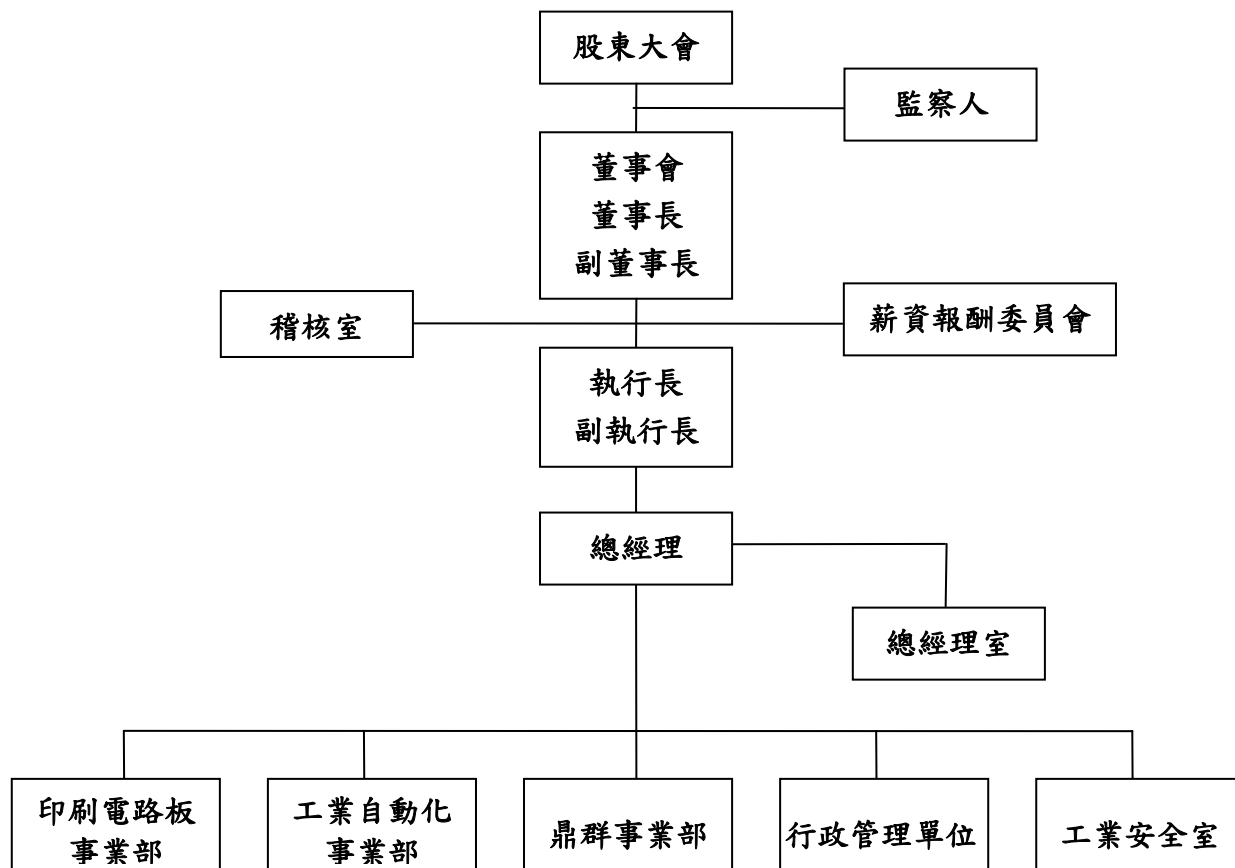 股東大會
監察人
董事會
董事長
副董事長
稽核室
薪資報酬委員會
執行長
副執行長
總經理
總經理室
印刷電路板
事業部
工業自動化
事業部
鼎群事業部
行政管理單位
工業安全室